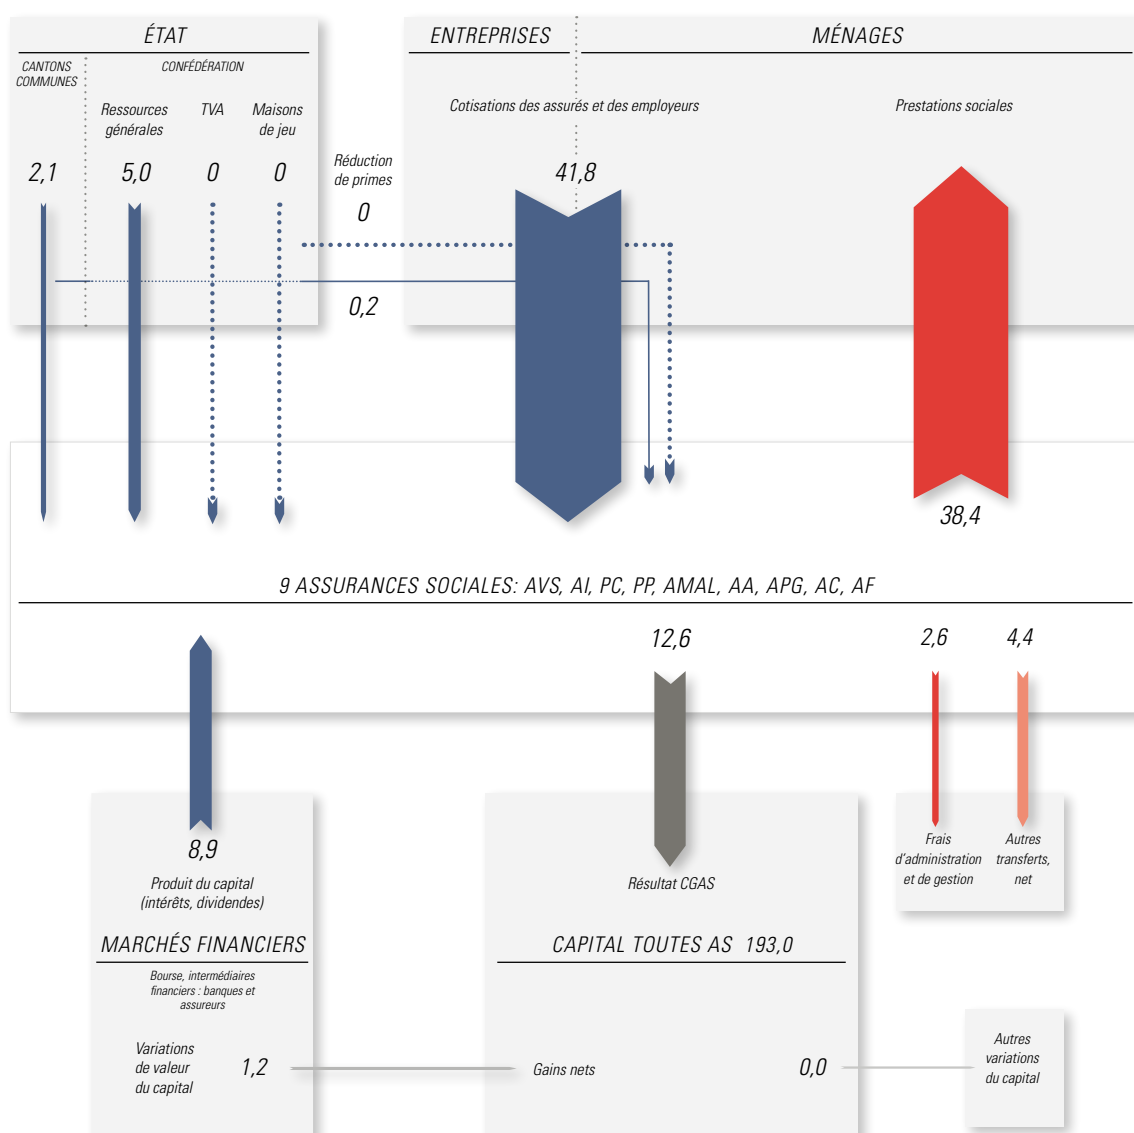 ÉTAT
ENTREPRISES
MÉNAGES
CANTONS
COMMUNES
CONFÉDÉRATION
Ressources
générales
TVA
Maisons
de jeu
Cotisations des assurés et des employeurs
Prestations sociales
2,1
5,0
0
0
Réduction
de primes
0
41,8
0,2
38,4
9 ASSURANCES SOCIALES: AVS, AI, PC, PP, AMAL, AA, APG, AC, AF
12,6
2,6
4,4
8,9
Produit du capital
(intérêts, dividendes)
Résultat CGAS
Frais
d'administration
et de gestion
Autres
transferts,
net
MARCHÉS FINANCIERS
CAPITAL TOUTES AS 193,0
Bourse, intermédiaires
financiers : banques et
assureurs
Variations
de valeur
du capital
1,2
Gains nets
0,0
Autres
variations
du capital